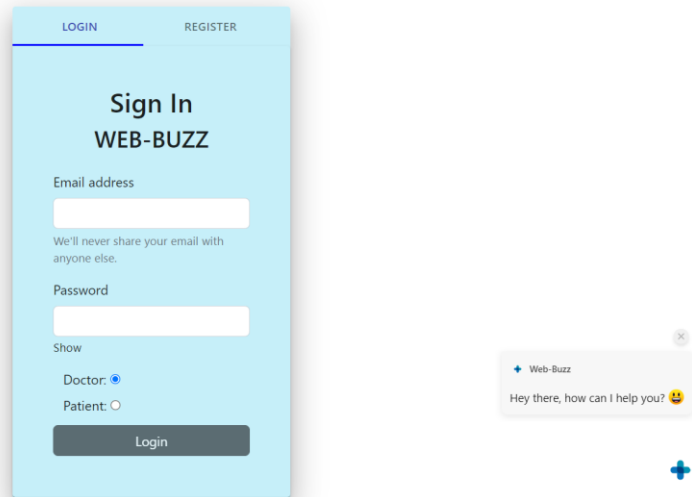 LOGIN
REGISTER
Sign In
WEB-BUZZ
Email address
We'll never share your email with
anyone else.
Password
Show
Doctor:
Patient:
Login
Web-Buzz
Hey there, how can I help you? 😃